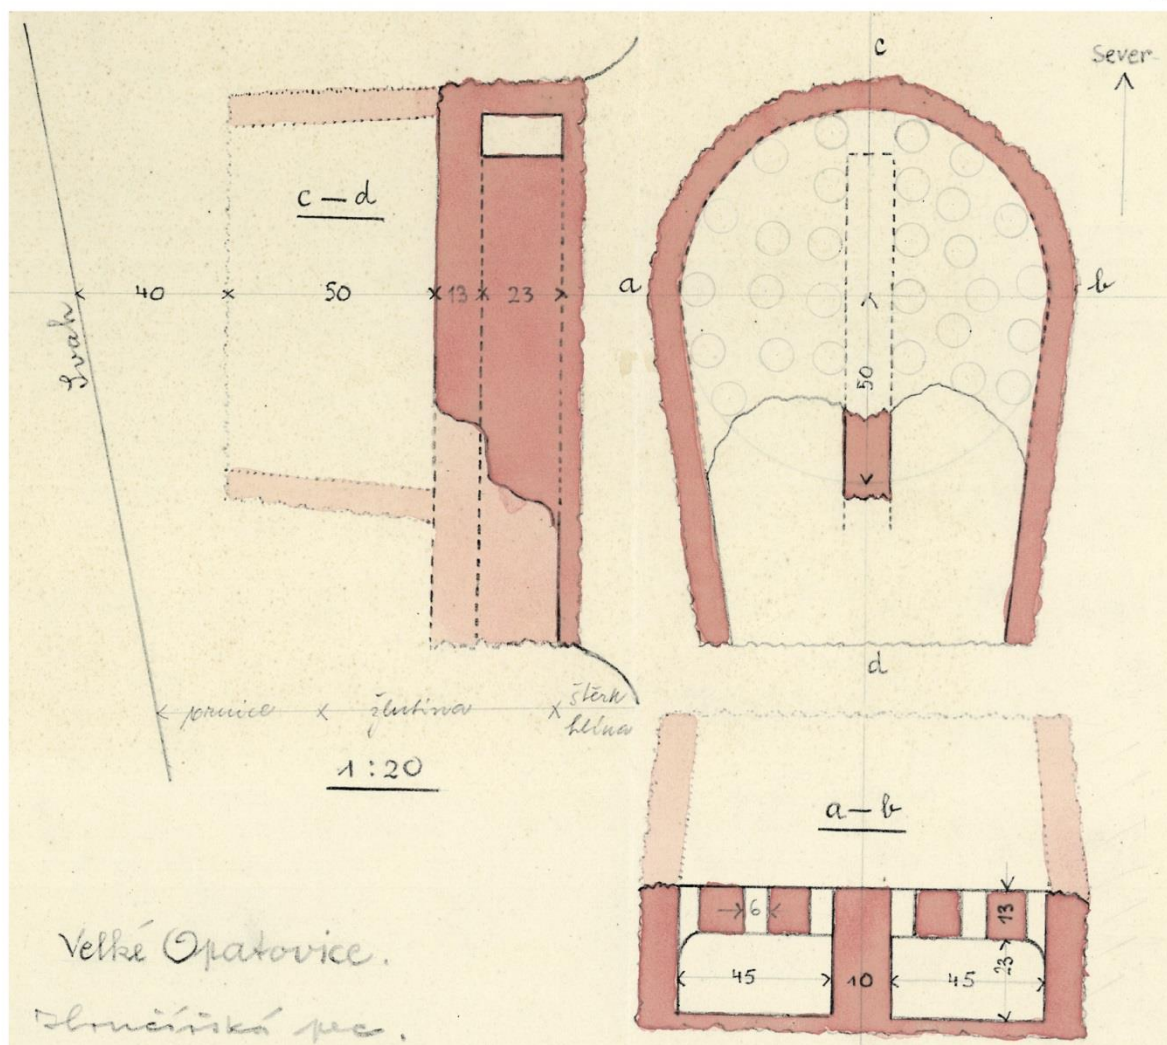 c
Sever
c – d
a
b
40
50
13
23
Svah
50
d
ornice
žlutina
štěrk
hlína
1:20
a – b
6
13
23
45
10
45
Velké Opatovice.
Hrnčířská pec.